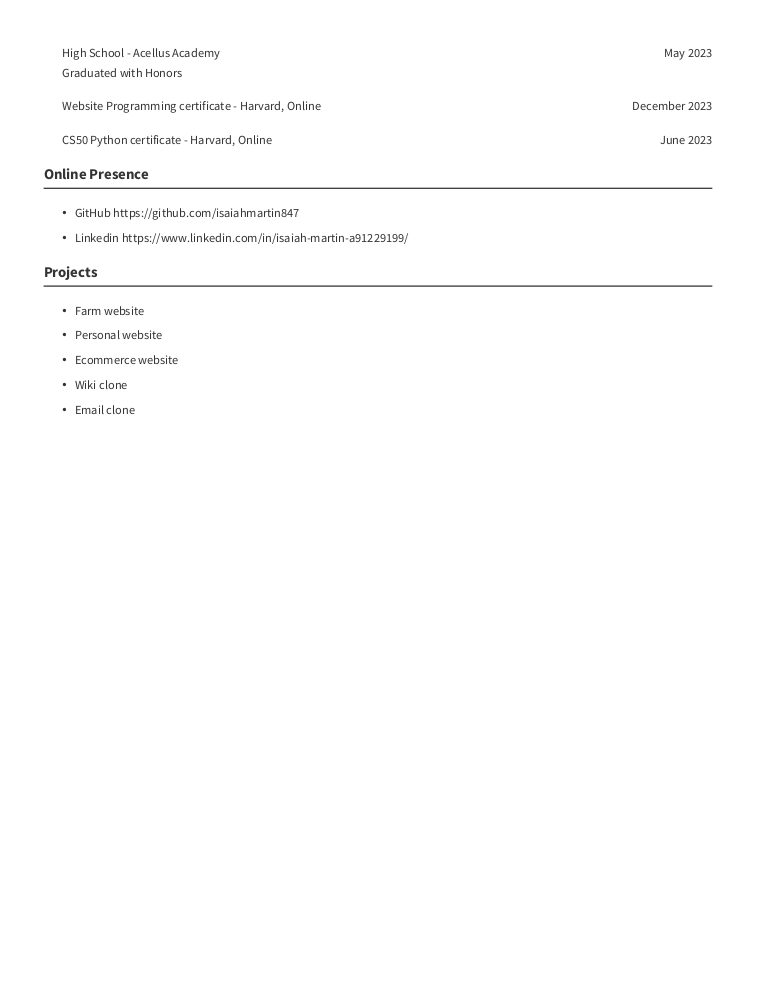 High School - Acellus Academy May 2023
Graduated with Honors
Website Programming certificate - Harvard, Online December 2023
CS50 Python certificate - Harvard, Online June 2023
Online Presence
• GitHub https://github.com/isaiahmartin847
• Linkedin https://www.linkedin.com/in/isaiah-martin-a91229199/
Projects
• Farm website
• Personal website
• Ecommerce website
• Wiki clone
• Email clone